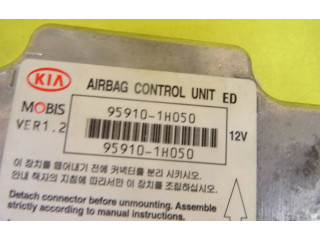 KIA
AIRBAG CONTROL UNIT ED
MOBIS
95910-1H050
VER1.2
12V
95910-1H050
이 장치를 떼어내기 전에 커넥터를 분리 하시키시오.
안내 책자의 지침에 따라서만 이 장치를 조립하십시오.
Detach connector before unmounting. Assemble
strictly according to manual instructions.